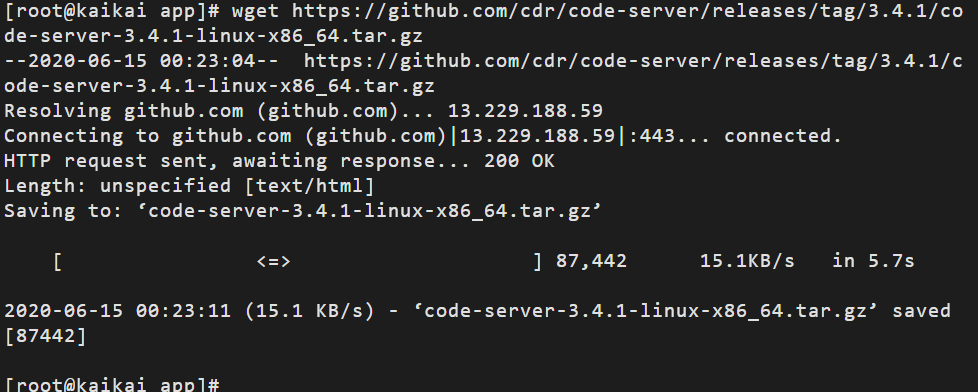 [root@kaikai app]# wget https://github.com/cdr/code-server/releases/tag/3.4.1/co
de-server-3.4.1-linux-x86_64.tar.gz
--2020-06-15 00:23:04--  https://github.com/cdr/code-server/releases/tag/3.4.1/c
ode-server-3.4.1-linux-x86_64.tar.gz
Resolving github.com (github.com)... 13.229.188.59
Connecting to github.com (github.com)|13.229.188.59|:443... connected.
HTTP request sent, awaiting response... 200 OK
Length: unspecified [text/html]
Saving to: ‘code-server-3.4.1-linux-x86_64.tar.gz’
[ <=> ] 87,442 15.1KB/s in 5.7s
2020-06-15 00:23:11 (15.1 KB/s) - ‘code-server-3.4.1-linux-x86_64.tar.gz’ saved
[87442]
[root@kaikai app]#